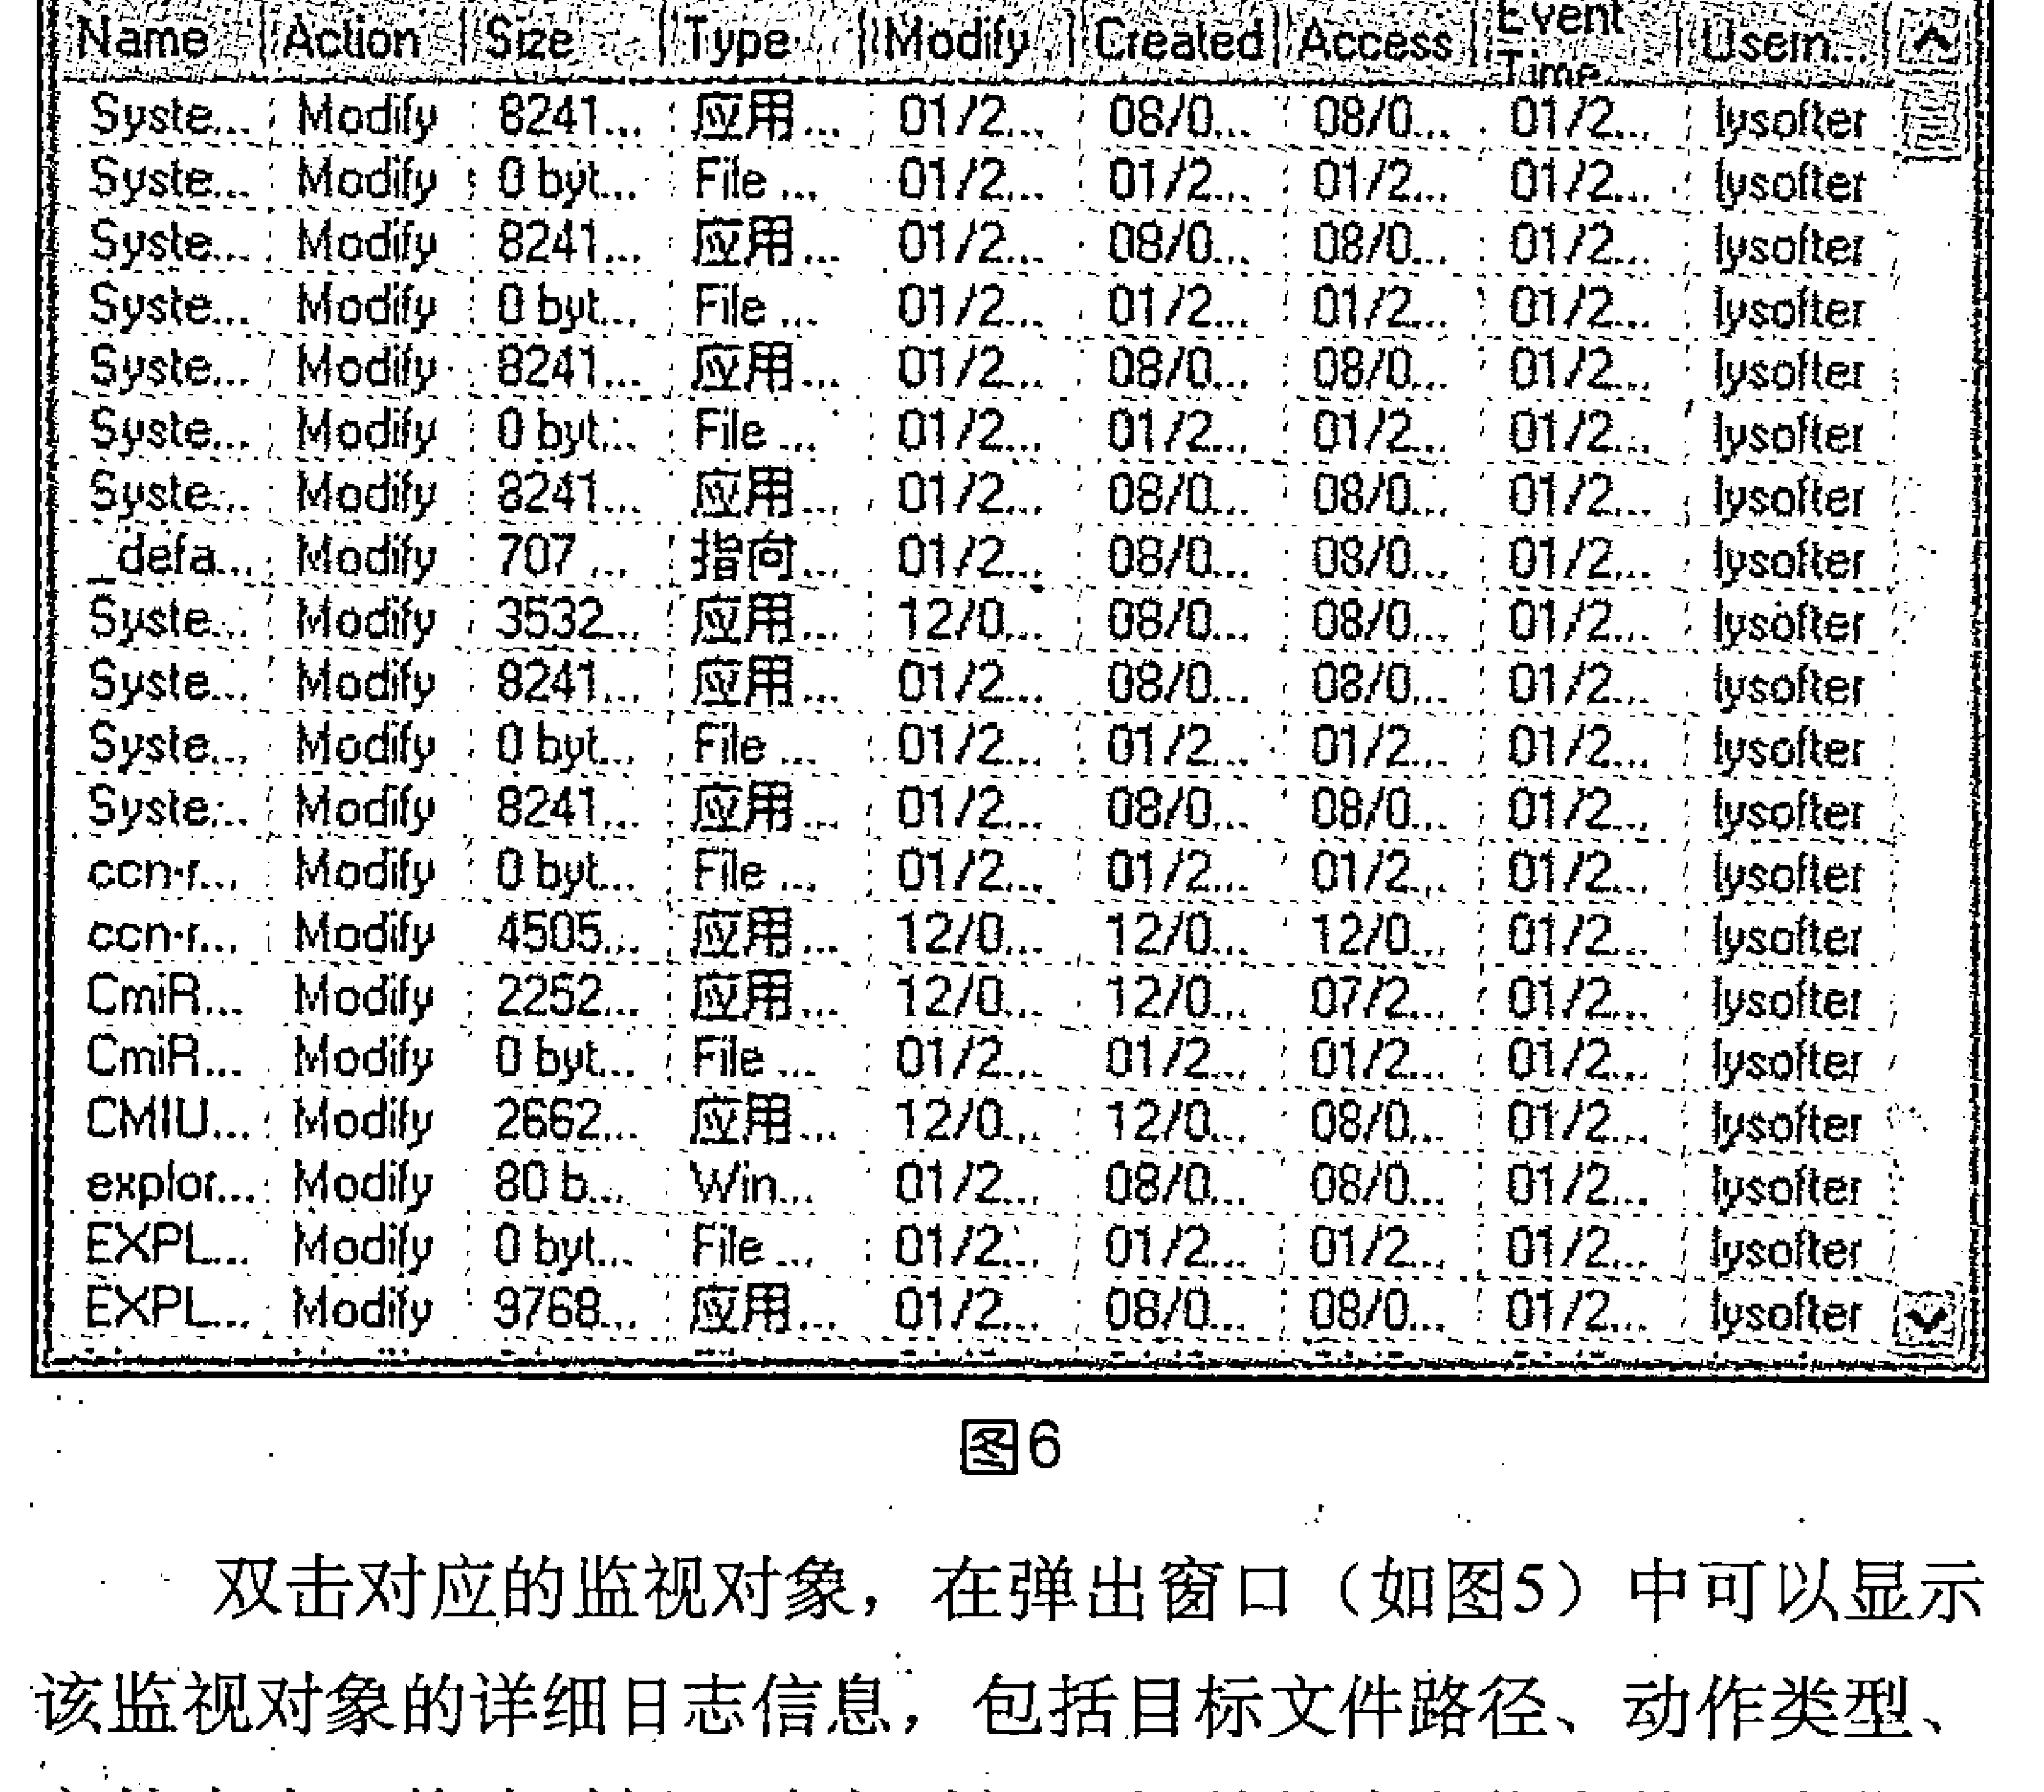 Name Action Size Type Modify Created Access Event Time Usern...
Syste... Modify 8241... 应用... 01/2... 08/0... 08/0... 01/2... lysofter
Syste... Modify 0 byt... File ... 01/2... 01/2... 01/2... 01/2... lysofter
Syste... Modify 8241... 应用... 01/2... 08/0... 08/0... 01/2... lysofter
Syste... Modify 0 byt... File ... 01/2... 01/2... 01/2... 01/2... lysofter
Syste... Modify 8241... 应用... 01/2... 08/0... 08/0... 01/2... lysofter
Syste... Modify 0 byt... File ... 01/2... 01/2... 01/2... 01/2... lysofter
Syste... Modify 8241... 应用... 01/2... 08/0... 08/0... 01/2... lysofter
_defa... Modify 707 ... 指向... 01/2... 08/0... 08/0... 01/2... lysofter
Syste... Modify 3532... 应用... 12/0... 08/0... 08/0... 01/2... lysofter
Syste... Modify 8241... 应用... 01/2... 08/0... 08/0... 01/2... lysofter
Syste... Modify 0 byt... File ... 01/2... 01/2... 01/2... 01/2... lysofter
Syste... Modify 8241... 应用... 01/2... 08/0... 08/0... 01/2... lysofter
ccn-r... Modify 0 byt... File ... 01/2... 01/2... 01/2... 01/2... lysofter
ccn-r... Modify 4505... 应用... 12/0... 12/0... 12/0... 01/2... lysofter
CmiR... Modify 2252... 应用... 12/0... 12/0... 07/2... 01/2... lysofter
CmiR... Modify 0 byt... File ... 01/2... 01/2... 01/2... 01/2... lysofter
CMIU... Modify 2662... 应用... 12/0... 12/0... 08/0... 01/2... lysofter
explor... Modify 80 b... Win... 01/2... 08/0... 08/0... 01/2... lysofter
EXPL... Modify 0 byt... File ... 01/2... 01/2... 01/2... 01/2... lysofter
EXPL... Modify 9768... 应用... 01/2... 08/0... 08/0... 01/2... lysofter
图6
双击对应的监视对象，在弹出窗口（如图5）中可以显示
该监视对象的详细日志信息，包括目标文件路径、动作类型、